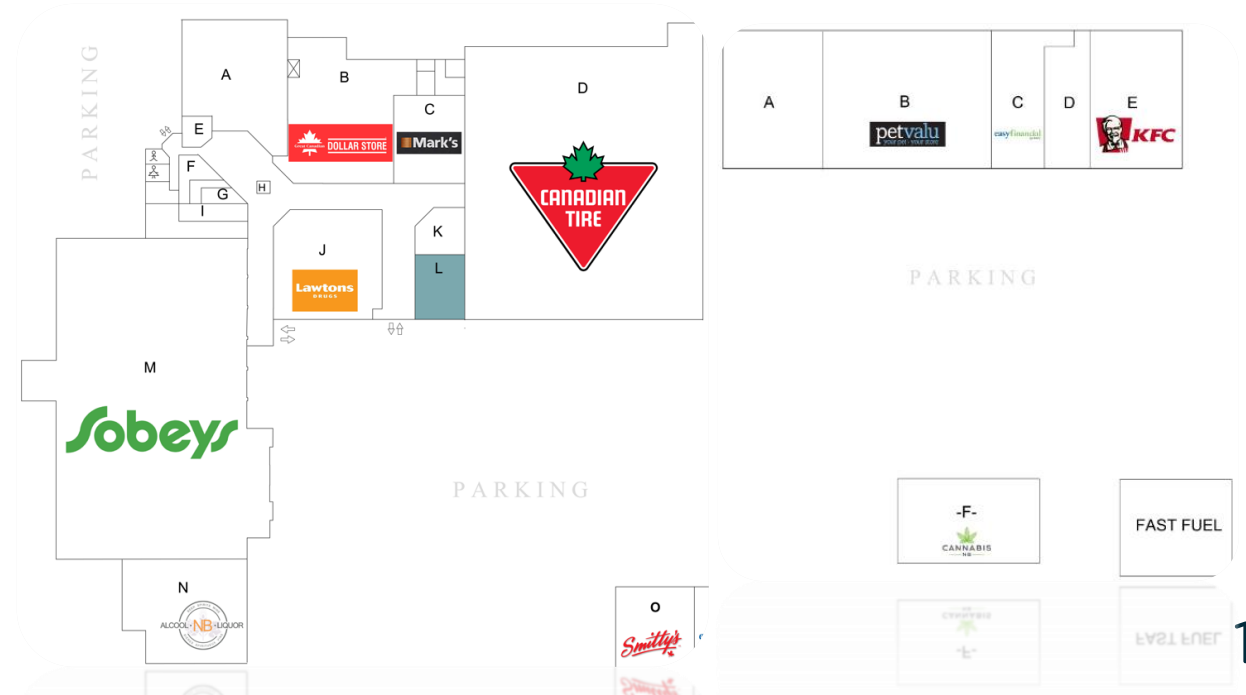 PARKING
A
B
C
D
E
F
G
H
I
J
K
L
M
N
DOLLAR STORE
Mark's
CANADIAN
TIRE
Lawtons
DRUGS
Sobeys
ALCOOL NB LIQUOR
PARKING
O
Smitty's
A
B
C
D
E
petvalu
your pet your store
easyfinancial
KFC
PARKING
-F-
CANNABIS
NB
FAST FUEL
1